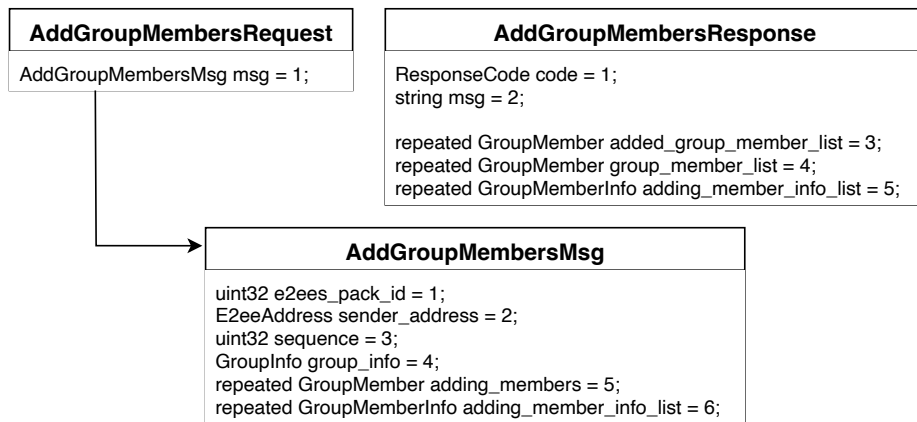 AddGroupMembersRequest
AddGroupMembersMsg msg = 1;
AddGroupMembersResponse
ResponseCode code = 1;
string msg = 2;
repeated GroupMember added_group_member_list = 3;
repeated GroupMember group_member_list = 4;
repeated GroupMemberInfo adding_member_info_list = 5;
AddGroupMembersMsg
uint32 e2ees_pack_id = 1;
E2eeAddress sender_address = 2;
uint32 sequence = 3;
GroupInfo group_info = 4;
repeated GroupMember adding_members = 5;
repeated GroupMemberInfo adding_member_info_list = 6;